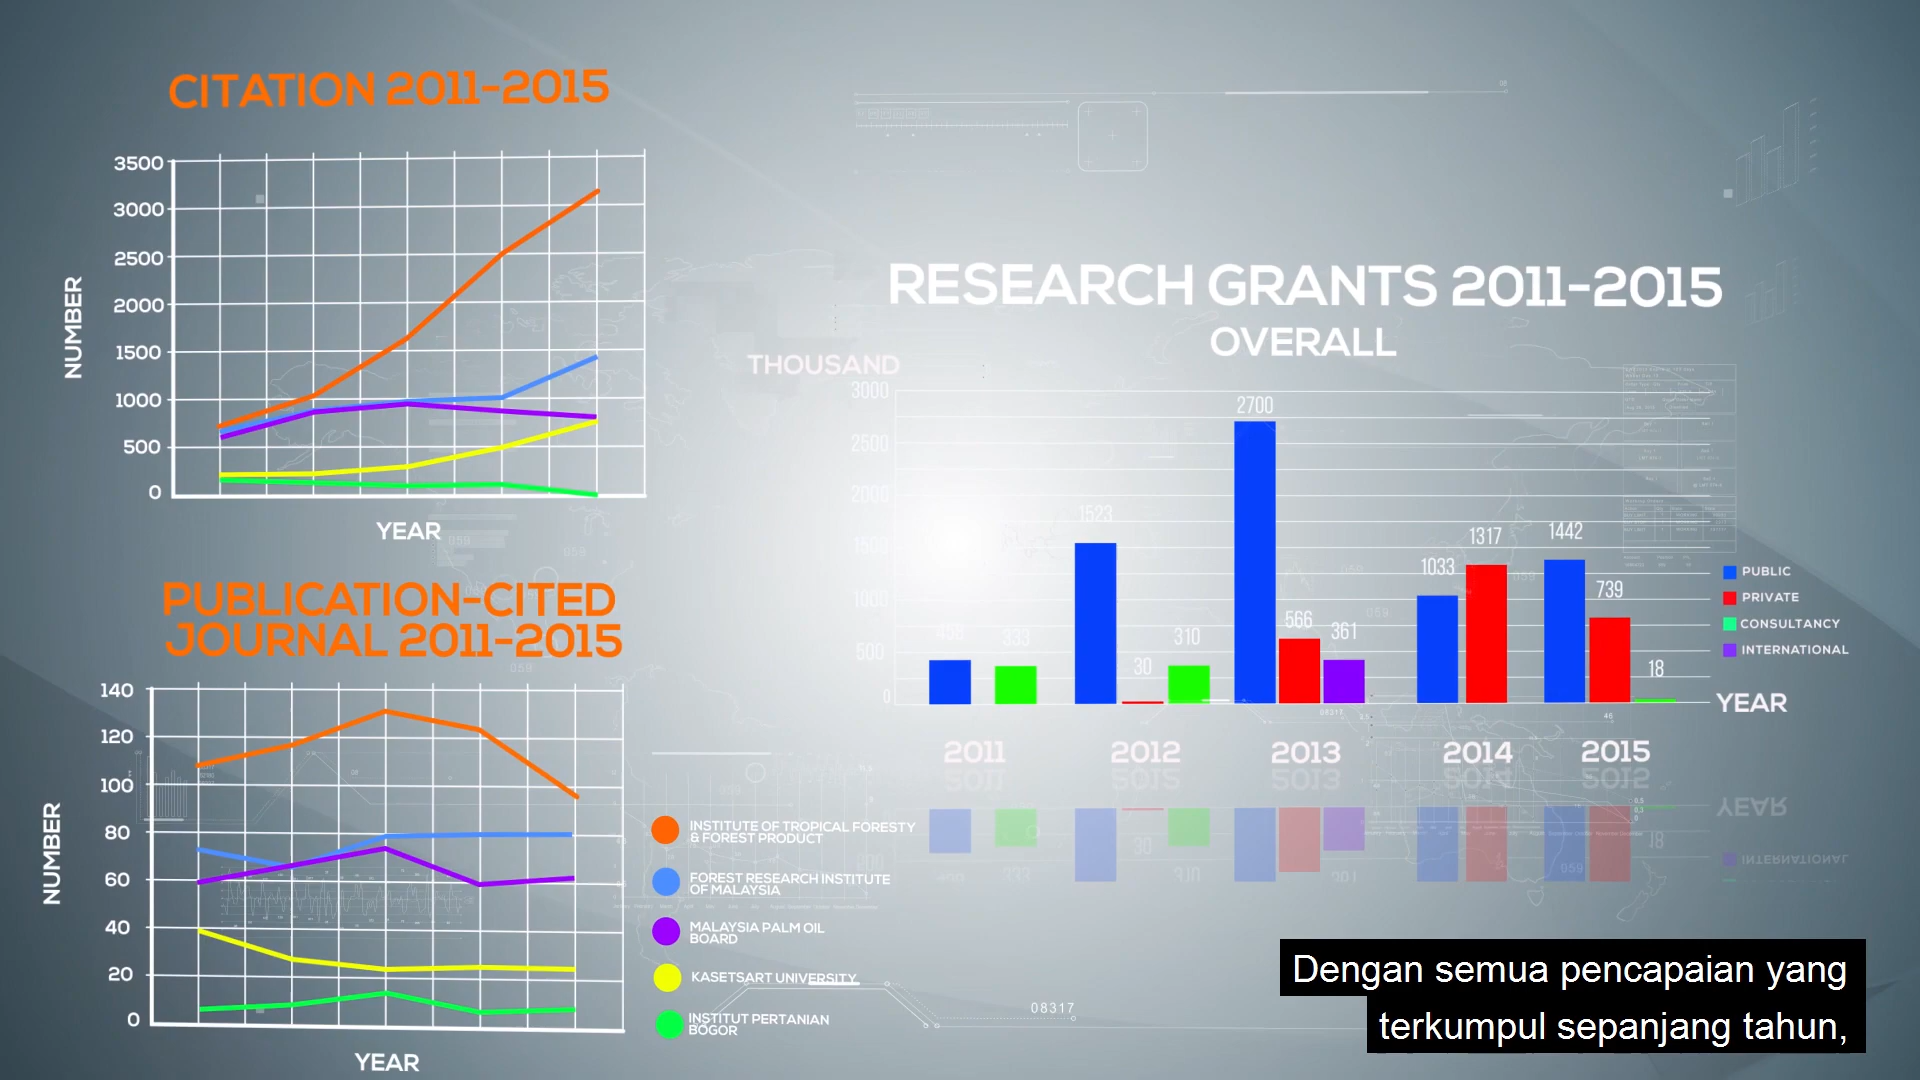 CITATION 2011-2015
3500
3000
2500
2000
1500
1000
500
0
NUMBER
YEAR
PUBLICATION-CITED
JOURNAL 2011-2015
140
120
100
80
60
40
20
0
NUMBER
YEAR
INSTITUTE OF TROPICAL FORESTY
& FOREST PRODUCT
FOREST RESEARCH INSTITUTE
OF MALAYSIA
MALAYSIA PALM OIL
BOARD
KASETSART UNIVERSITY
INSTITUT PERTANIAN
BOGOR
RESEARCH GRANTS 2011-2015
OVERALL
THOUSAND
3000
2500
2000
1500
1000
500
0
333
1523
30
310
2700
566
361
1033
1317
1442
739
18
PUBLIC
PRIVATE
CONSULTANCY
INTERNATIONAL
YEAR
2011
2012
2013
2014
2015
08317
Dengan semua pencapaian yang
terkumpul sepanjang tahun,